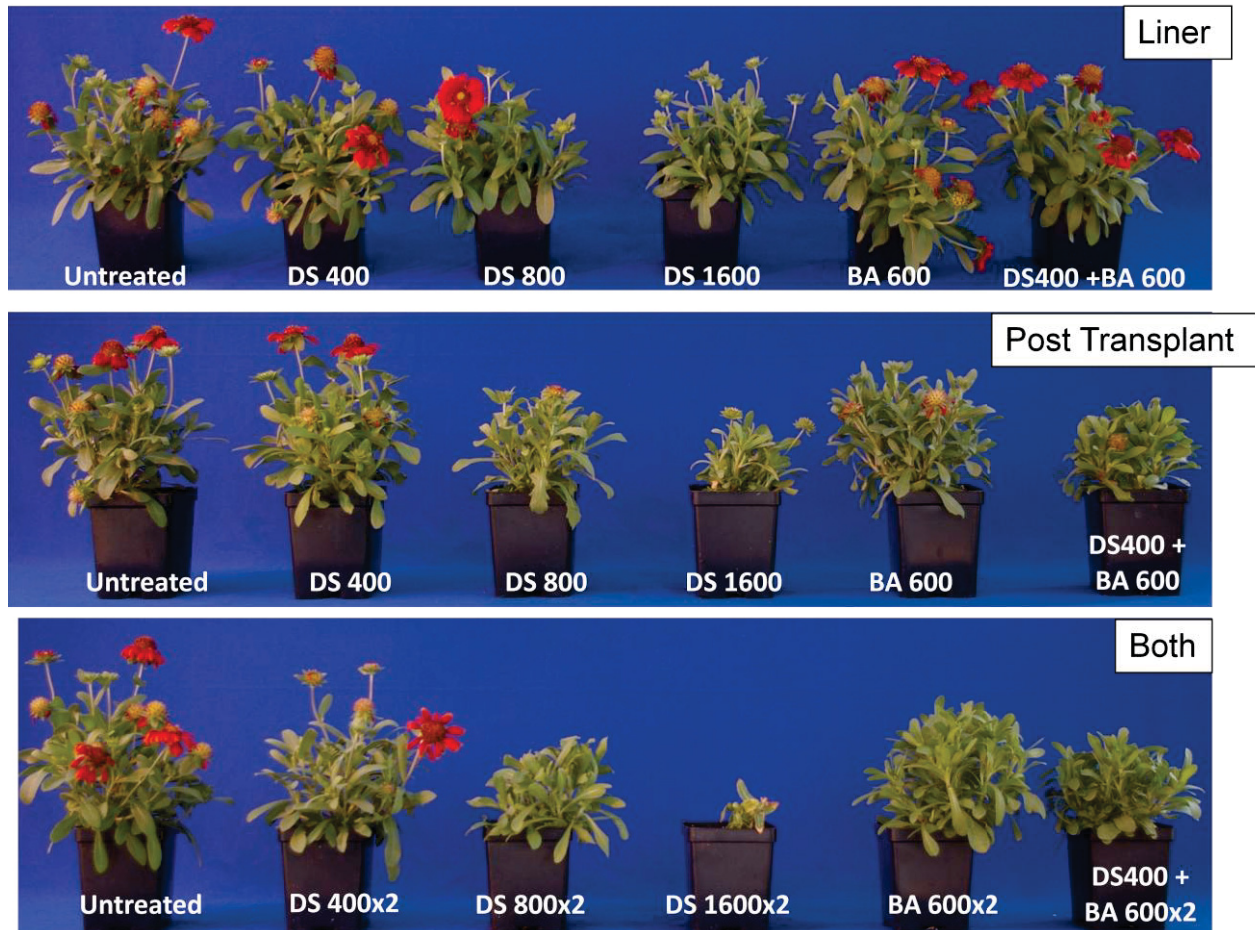 Liner
Untreated
DS 400
DS 800
DS 1600
BA 600
DS400 +BA 600
Post Transplant
Untreated
DS 400
DS 800
DS 1600
BA 600
DS400 +
BA 600
Both
Untreated
DS 400x2
DS 800x2
DS 1600x2
BA 600x2
DS400 +
BA 600x2